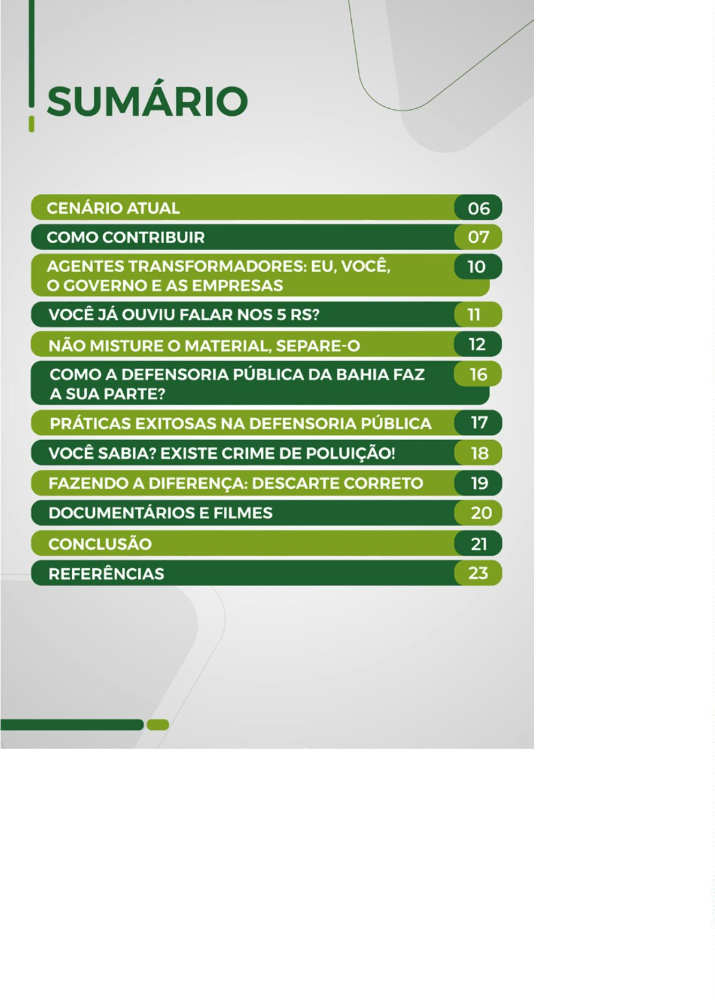 SUMÁRIO
CENÁRIO ATUAL 06
COMO CONTRIBUIR 07
AGENTES TRANSFORMADORES: EU, VOCÊ, 10
O GOVERNO E AS EMPRESAS
VOCÊ JÁ OUVIU FALAR NOS 5 RS? 11
NÃO MISTURE O MATERIAL, SEPARE-O 12
COMO A DEFENSORIA PÚBLICA DA BAHIA FAZ 16
A SUA PARTE?
PRÁTICAS EXITOSAS NA DEFENSORIA PÚBLICA 17
VOCÊ SABIA? EXISTE CRIME DE POLUIÇÃO! 18
FAZENDO A DIFERENÇA: DESCARTE CORRETO 19
DOCUMENTÁRIOS E FILMES 20
CONCLUSÃO 21
REFERÊNCIAS 23